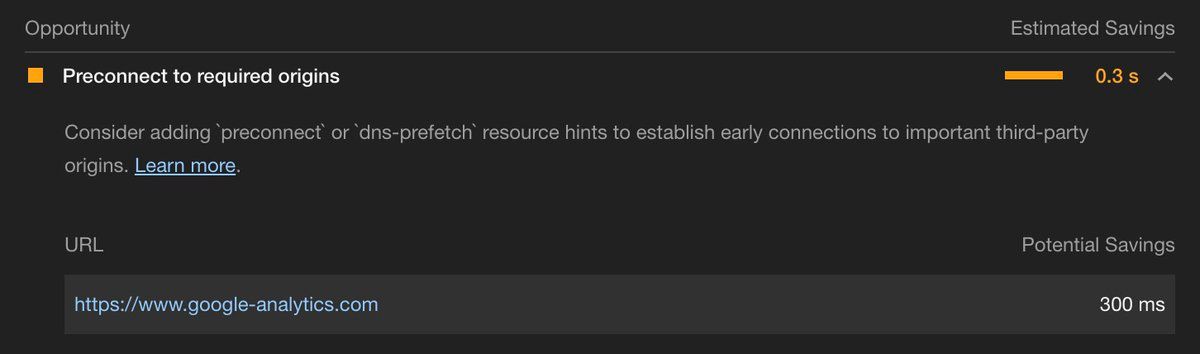 Opportunity
Estimated Savings
Preconnect to required origins
0.3 s
Consider adding `preconnect` or `dns-prefetch` resource hints to establish early connections to important third-party
origins. Learn more.
URL
Potential Savings
https://www.google-analytics.com
300 ms